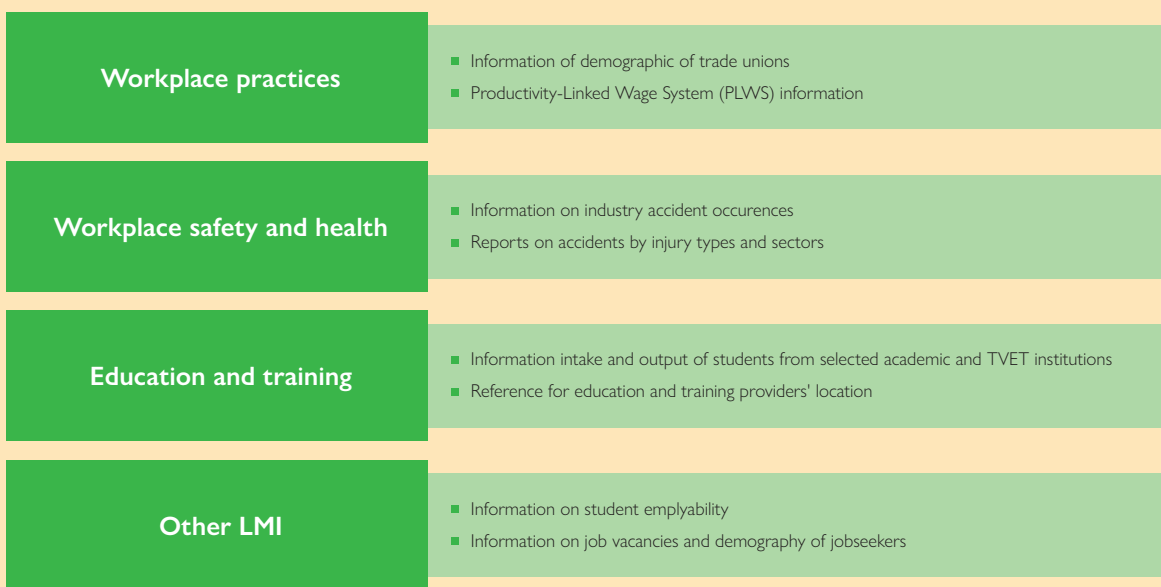 Workplace practices
Information of demographic of trade unions
Productivity-Linked Wage System (PLWS) information
Workplace safety and health
Information on industry accident occurences
Reports on accidents by injury types and sectors
Education and training
Information intake and output of students from selected academic and TVET institutions
Reference for education and training providers' location
Other LMI
Information on student emplyability
Information on job vacancies and demography of jobseekers